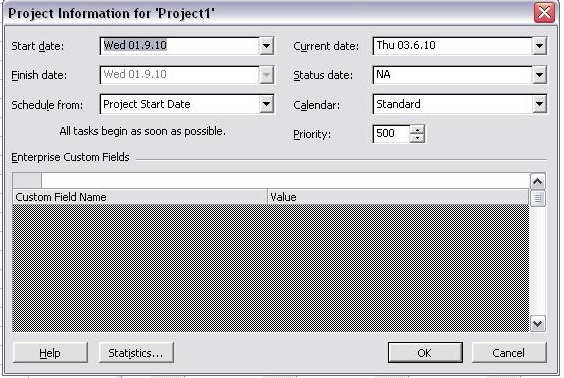 Project Information for 'Project1'
Start date: Wed 01.9.10 Current date: Thu 03.6.10
Finish date: Wed 01.9.10 Status date: NA
Schedule from: Project Start Date Calendar: Standard
All tasks begin as soon as possible. Priority: 500
Enterprise Custom Fields
Custom Field Name Value
Help Statistics... OK Cancel